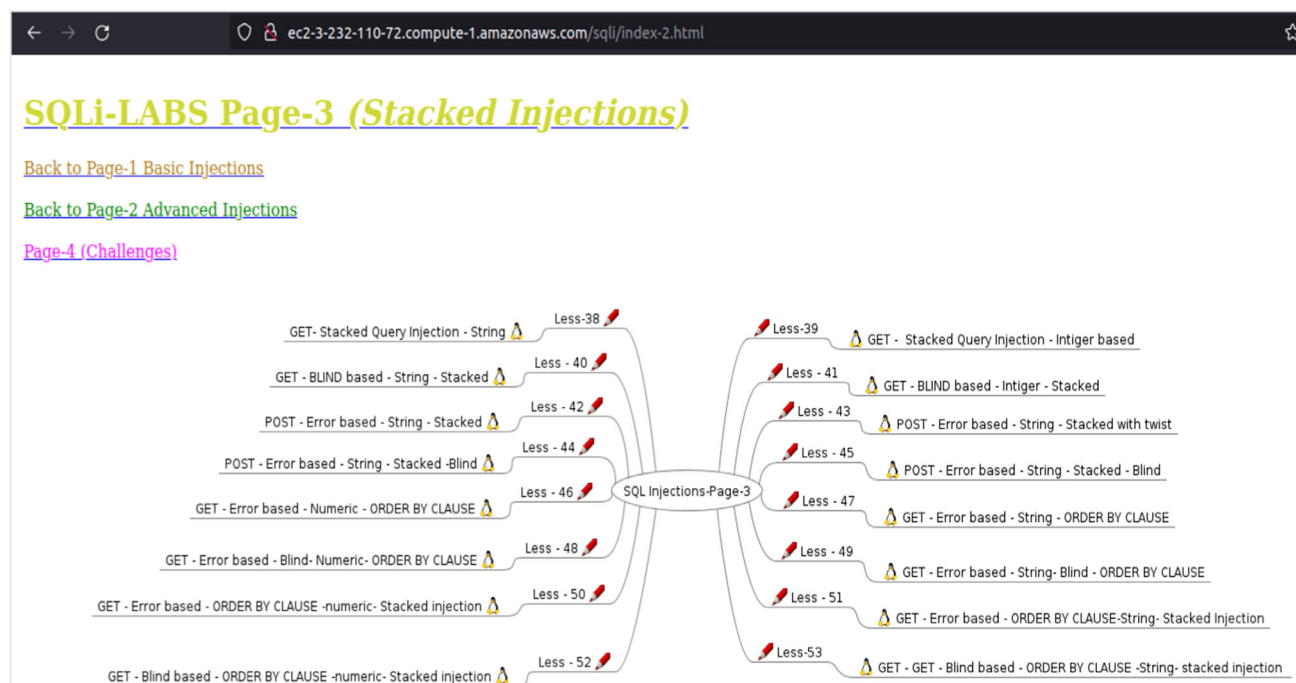 ec2-3-232-110-72.compute-1.amazonaws.com/sqli/index-2.html
SQLi-LABS Page-3 (Stacked Injections)
Back to Page-1 Basic Injections
Back to Page-2 Advanced Injections
Page-4 (Challenges)
Less-38
GET- Stacked Query Injection - String
Less - 40
GET - BLIND based - String - Stacked
Less - 42
POST - Error based - String - Stacked
Less - 44
POST - Error based - String - Stacked -Blind
Less - 46
GET - Error based - Numeric - ORDER BY CLAUSE
Less - 48
GET - Error based - Blind- Numeric- ORDER BY CLAUSE
Less - 50
GET - Error based - ORDER BY CLAUSE -numeric- Stacked injection
Less - 52
GET - Blind based - ORDER BY CLAUSE -numeric- Stacked injection
SQL Injections-Page-3
Less-39
GET - Stacked Query Injection - Intiger based
Less - 41
GET - BLIND based - Intiger - Stacked
Less - 43
POST - Error based - String - Stacked with twist
Less - 45
POST - Error based - String - Stacked - Blind
Less - 47
GET - Error based - String - ORDER BY CLAUSE
Less - 49
GET - Error based - String- Blind - ORDER BY CLAUSE
Less - 51
GET - Error based - ORDER BY CLAUSE-String- Stacked Injection
Less-53
GET - GET - Blind based - ORDER BY CLAUSE -String- stacked injection